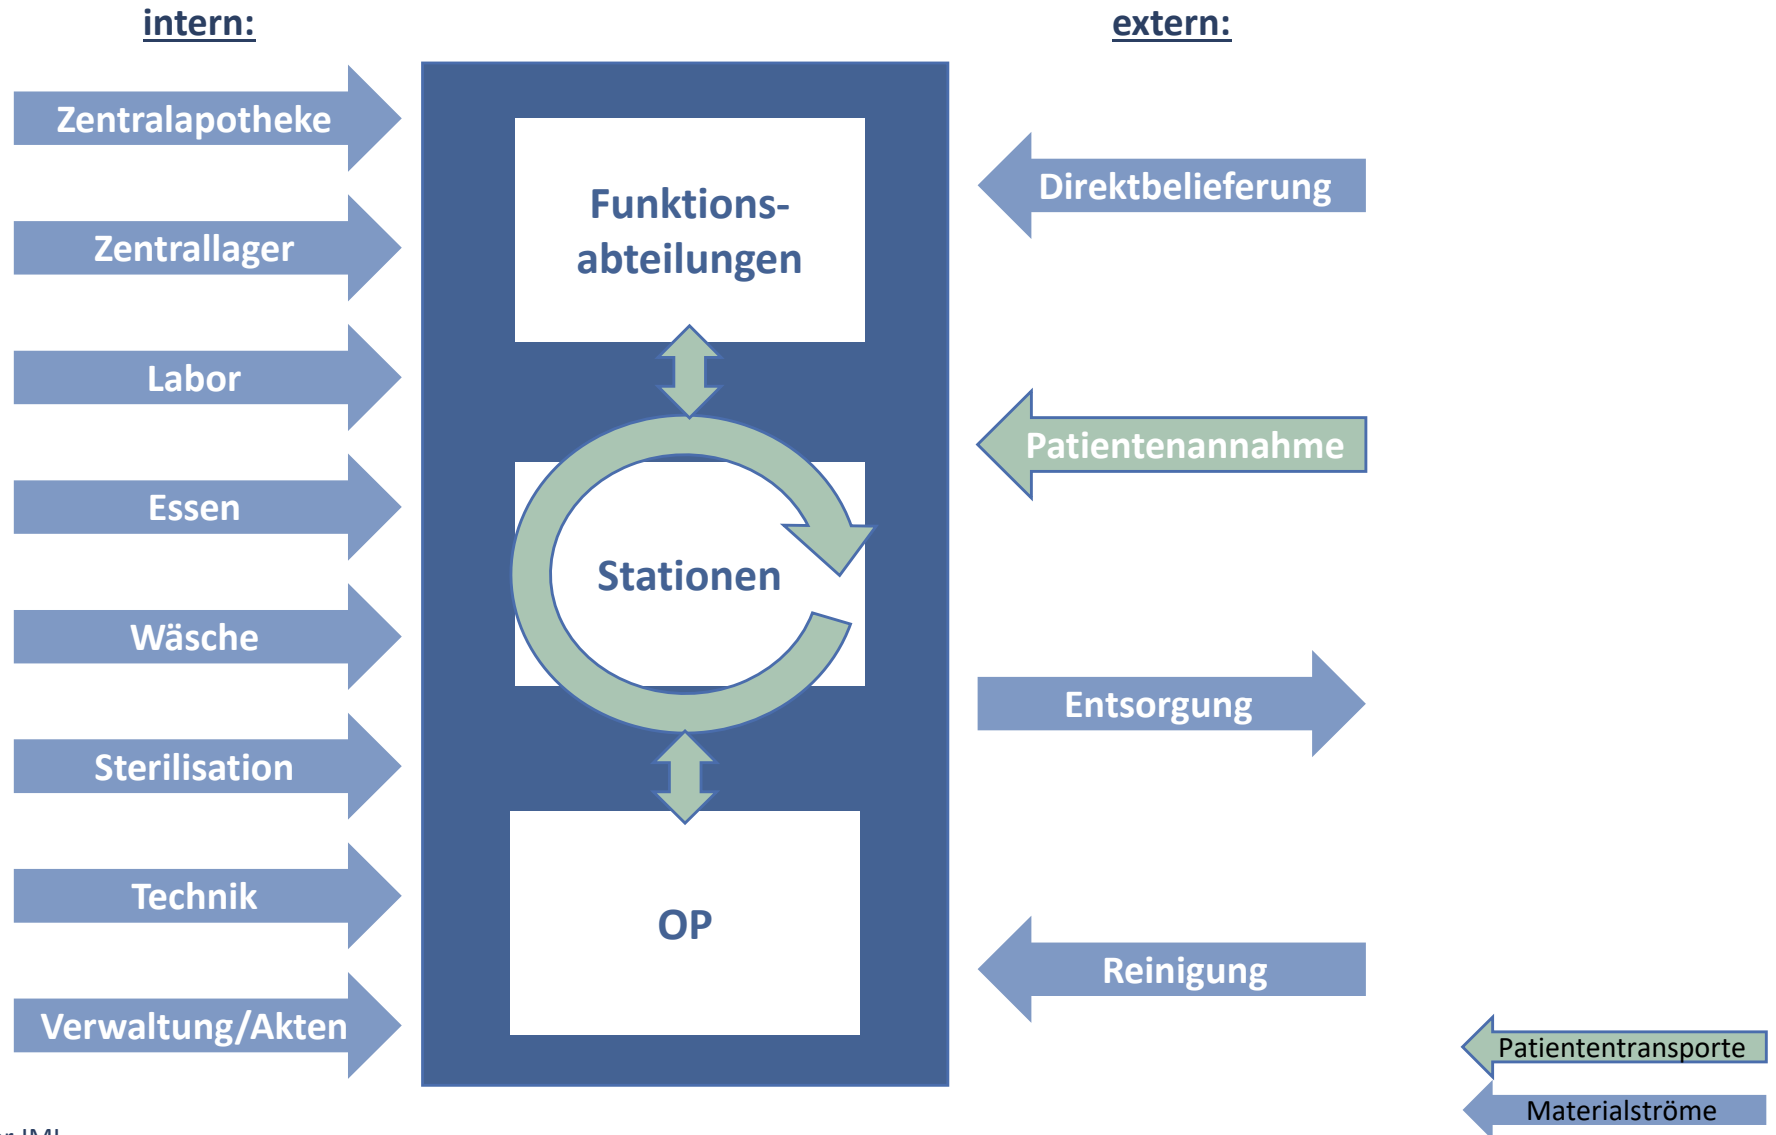 intern:
Zentralapotheke
Zentrallager
Labor
Essen
Wäsche
Sterilisation
Technik
Verwaltung/Akten
Funktions-
abteilungen
Stationen
OP
extern:
Direktbelieferung
Patientenannahme
Entsorgung
Reinigung
Patiententransporte
Materialströme